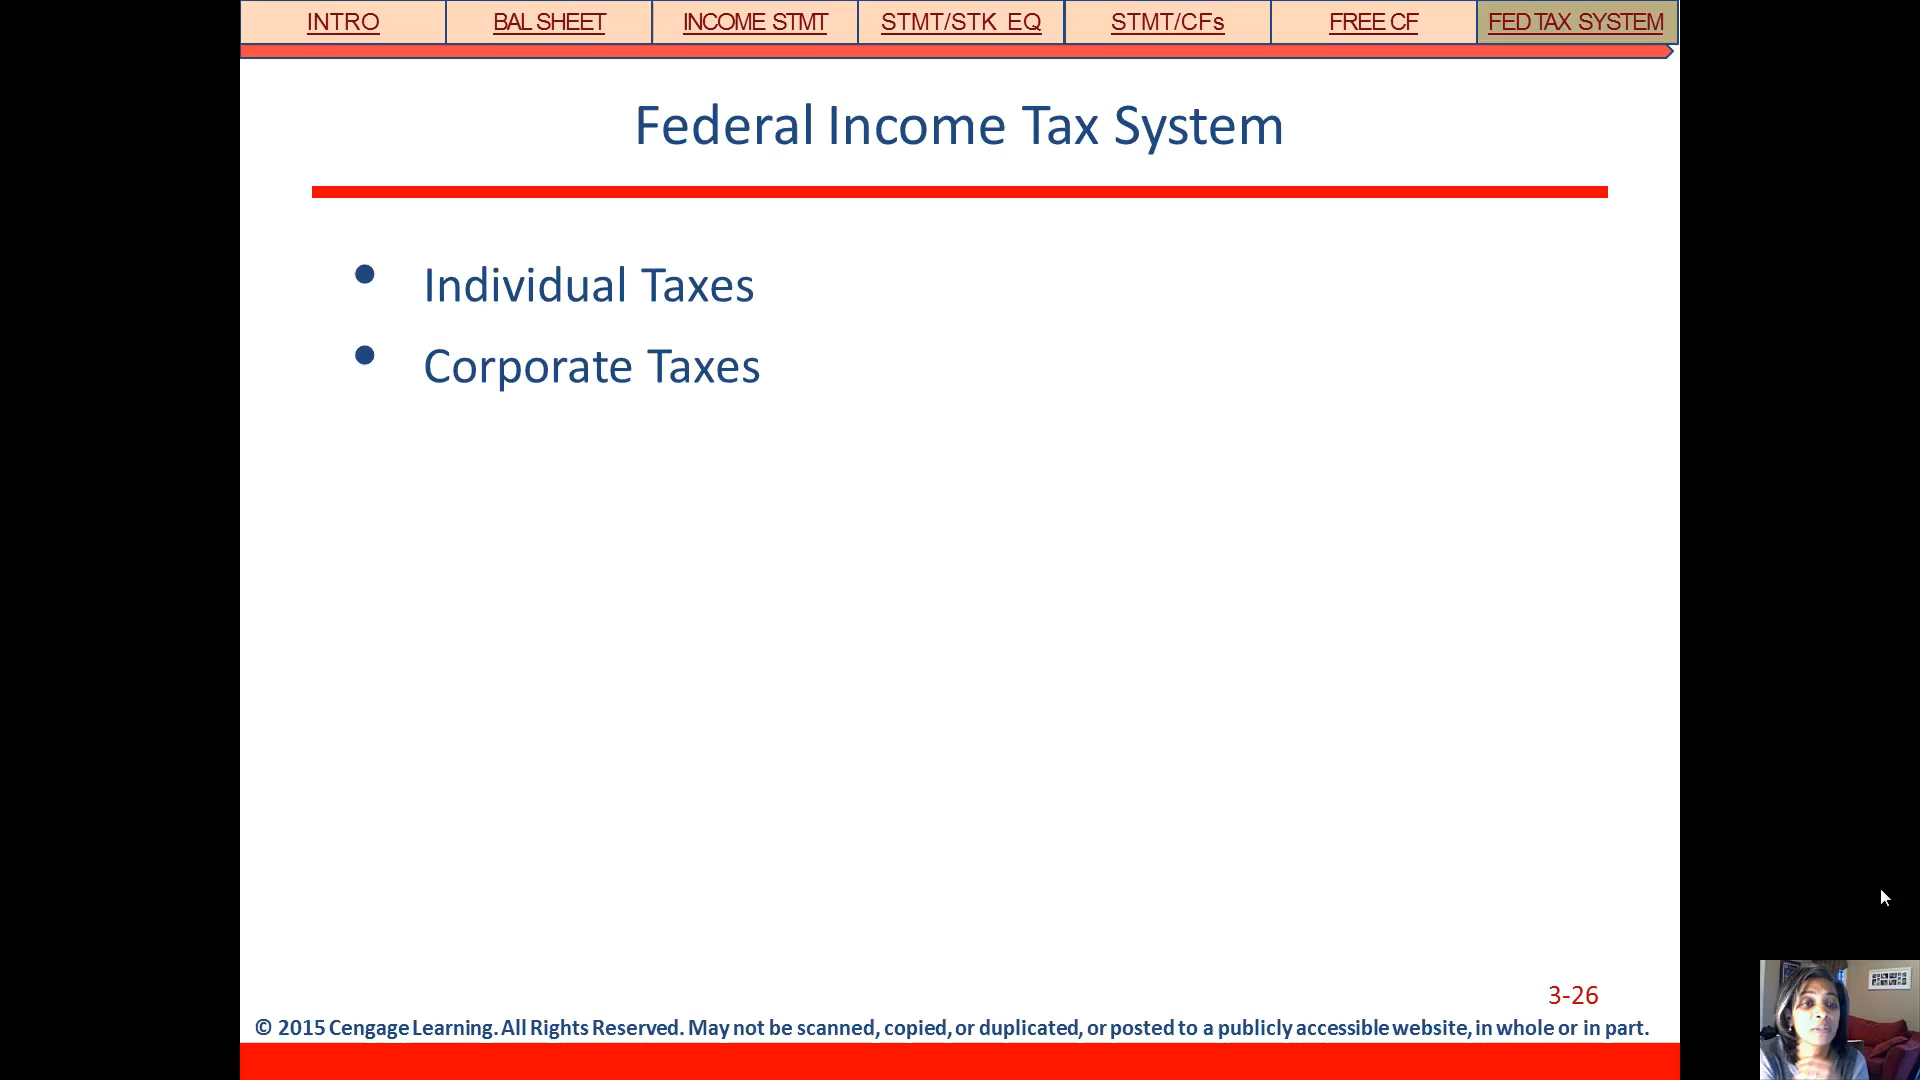 INTRO BAL SHEET INCOME STMT STMT/STK EQ STMT/CFs FREE CF FED TAX SYSTEM
Federal Income Tax System
• Individual Taxes
• Corporate Taxes
3-26
© 2015 Cengage Learning. All Rights Reserved. May not be scanned, copied, or duplicated, or posted to a publicly accessible website, in whole or in part.